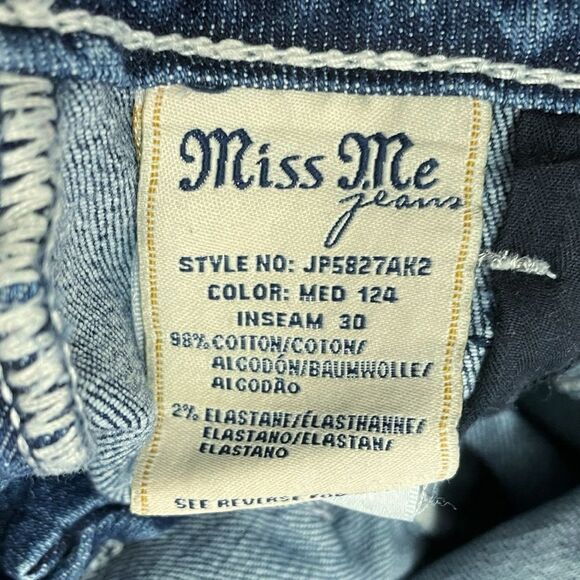 Miss Me
jeans
STYLE NO: JP5827AK2
COLOR: MED 124
INSEAM 30
98% COTTON/COTON/
ALGODÓN/BAUMWOLLE/
ALGODÃO
2% ELASTANE/ÉLASTHANNE/
ELASTANO/ELASTAN/
ELASTANO
SEE REVERSE FOR